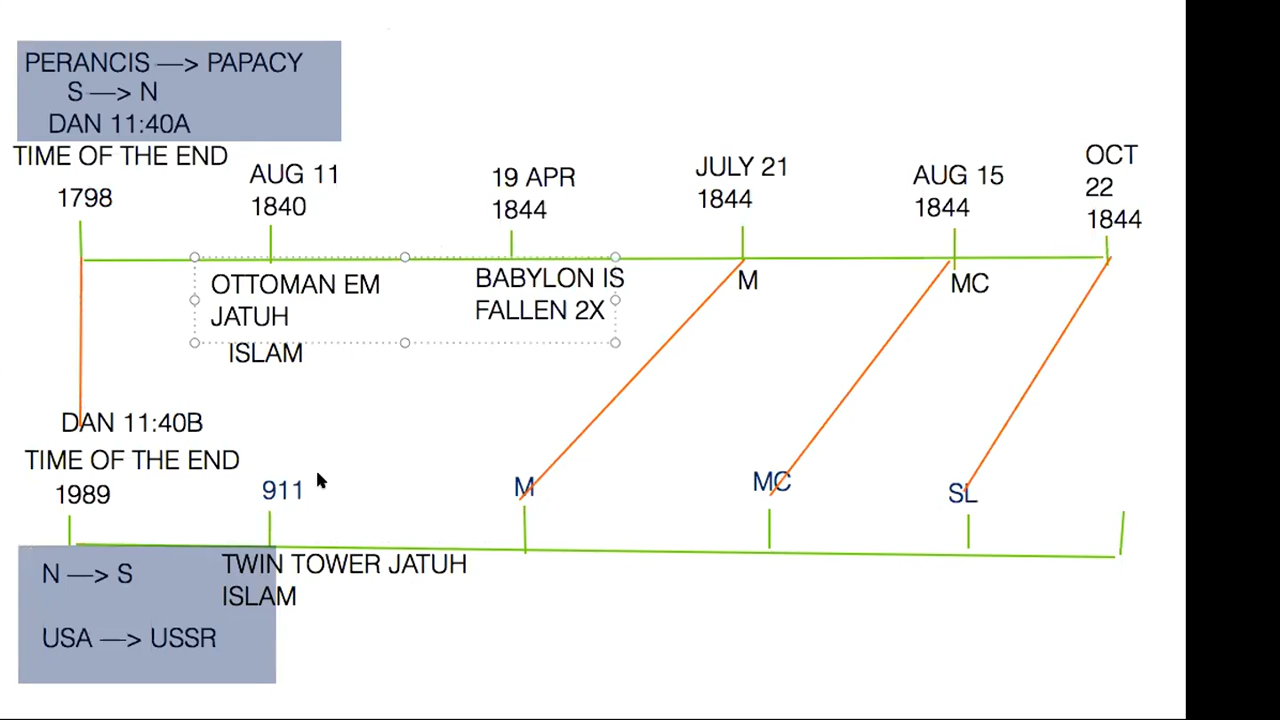 PERANCIS —> PAPACY
S —> N
DAN 11:40A
TIME OF THE END
1798
AUG 11
1840
19 APR
1844
JULY 21
1844
AUG 15
1844
OCT
22
1844
OTTOMAN EM
JATUH
ISLAM
BABYLON IS
FALLEN 2X
M
MC
DAN 11:40B
TIME OF THE END
1989
911
M
MC
SL
N —> S
USA —> USSR
TWIN TOWER JATUH
ISLAM